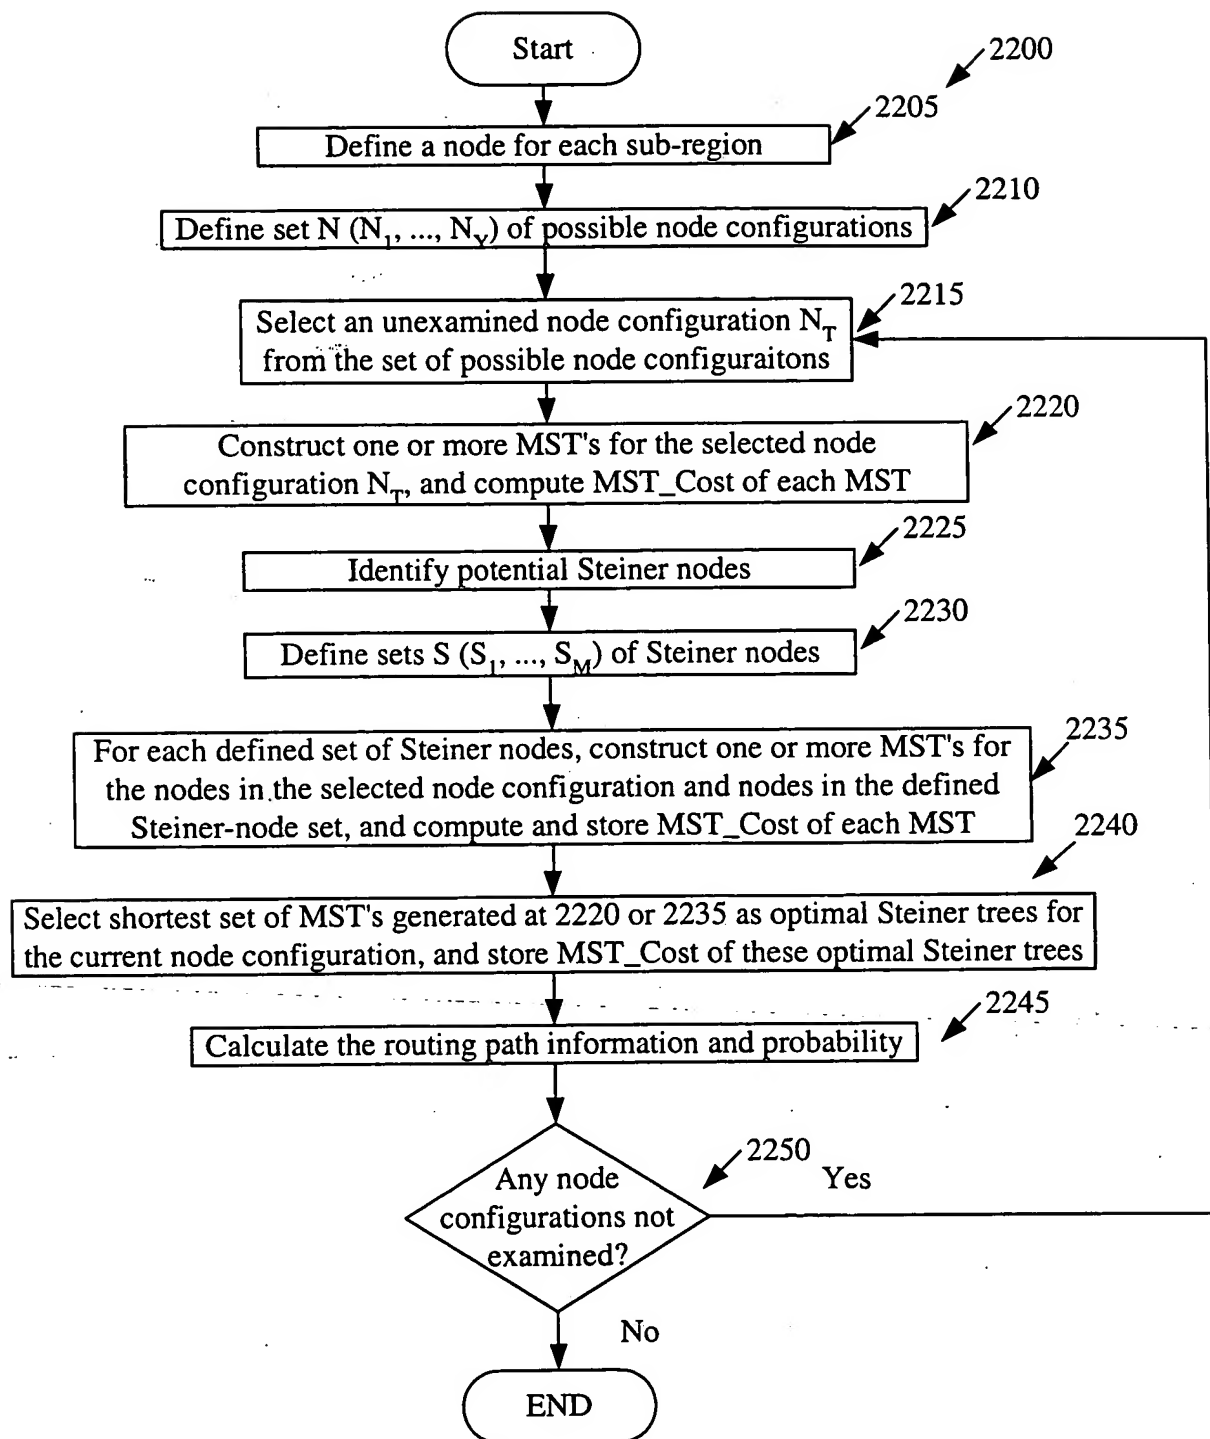 Start
2200
2205
Define a node for each sub-region
2210
Define set N (N₁, ..., Nᵧ) of possible node configurations
2215
Select an unexamined node configuration N_T
from the set of possible node configuraitons
2220
Construct one or more MST's for the selected node
configuration N_T, and compute MST_Cost of each MST
2225
Identify potential Steiner nodes
2230
Define sets S (S₁, ..., S_M) of Steiner nodes
2235
For each defined set of Steiner nodes, construct one or more MST's for
the nodes in the selected node configuration and nodes in the defined
Steiner-node set, and compute and store MST_Cost of each MST
2240
Select shortest set of MST's generated at 2220 or 2235 as optimal Steiner trees for
the current node configuration, and store MST_Cost of these optimal Steiner trees
2245
Calculate the routing path information and probability
2250
Any node
configurations not
examined?
Yes
No
END